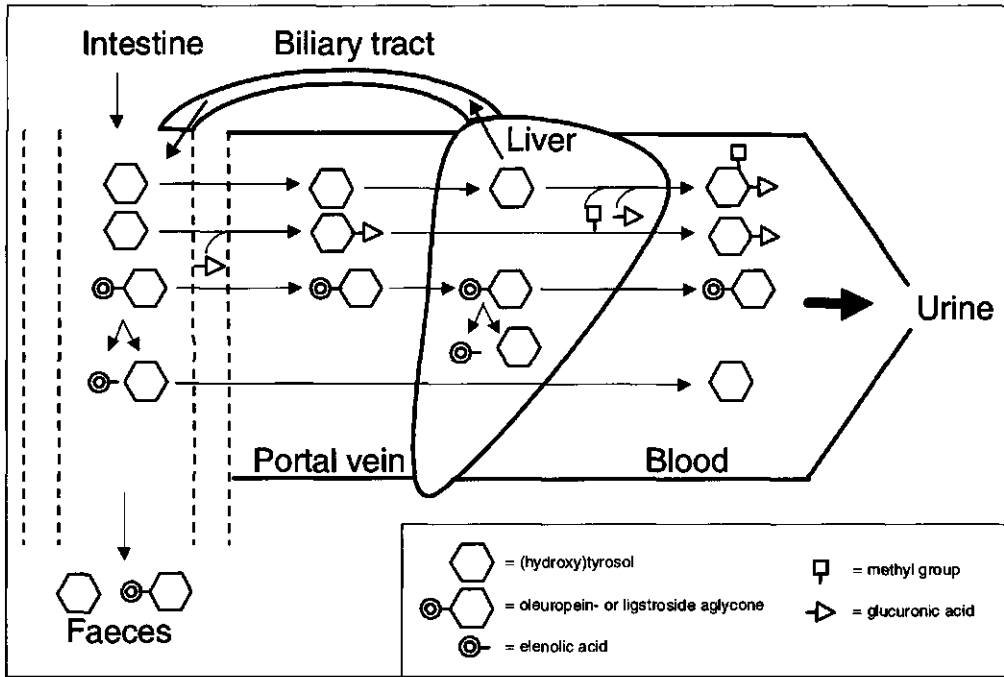 Intestine
Biliary tract
Liver
Urine
Portal vein
Blood
Faeces
= (hydroxy)tyrosol
= oleuropein- or ligstroside aglycone
= elenolic acid
= methyl group
= glucuronic acid